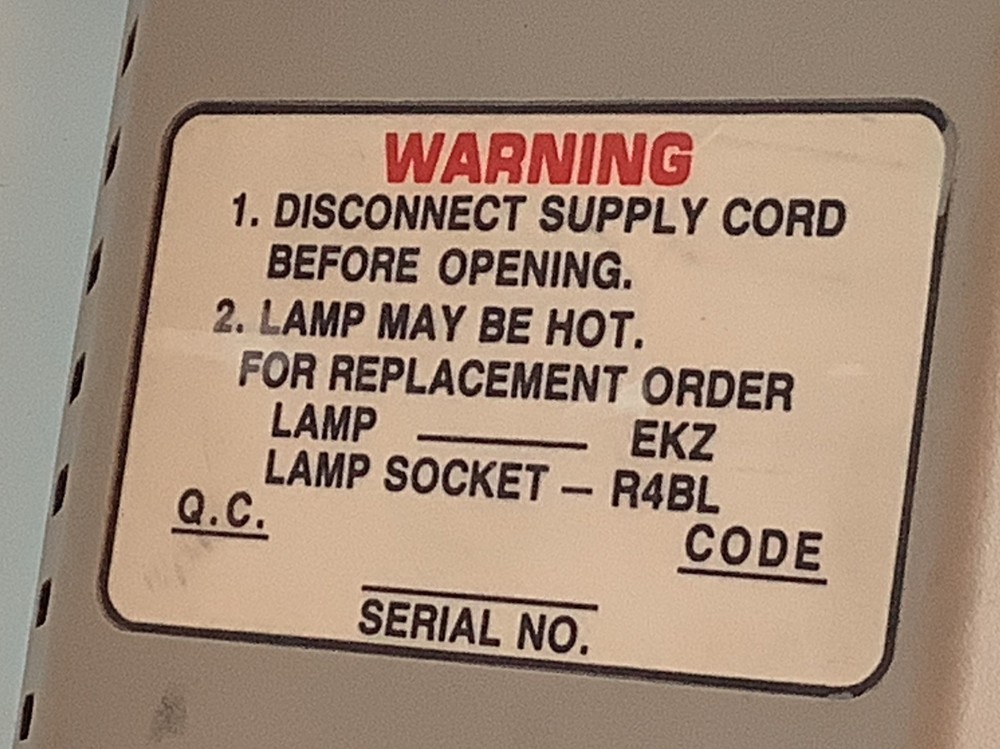 WARNING
1. DISCONNECT SUPPLY CORD
BEFORE OPENING.
2. LAMP MAY BE HOT.
FOR REPLACEMENT ORDER
LAMP ________ EKZ
LAMP SOCKET – R4BL
Q.C.
CODE
SERIAL NO.